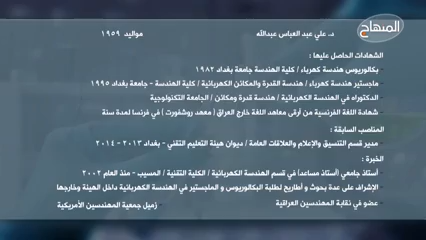 المنهاج
د. علي عبد العباس عبدالله مواليد ١٩٥٩
الشهادات الحاصل عليها :
- بكالوريوس هندسة كهرباء / كلية الهندسة جامعة بغداد ١٩٨٢
- ماجستير هندسة كهرباء / هندسة القدرة والمكائن الكهربائية / كلية الهندسة - جامعة بغداد ١٩٩٥
- الدكتوراه في الهندسة الكهربائية / هندسة قدرة ومكائن / الجامعة التكنولوجية
- شهادة اللغة الفرنسية من أرقى معاهد اللغة خارج العراق ( معهد روشفورت ) في فرنسا لمدة سنة
المناصب السابقة :
- مدير قسم التنسيق والإعلام والعلاقات العامة / ديوان هيئة التعليم التقني - بغداد ٢٠١٣ - ٢٠١٤
الخبرة :
- أستاذ جامعي (أستاذ مساعد) في قسم الهندسة الكهربائية / الكلية التقنية / المسيب - منذ العام ٢٠٠٢
- الإشراف على عدة بحوث و أطاريح لطلبة البكالوريوس و الماجستير في الهندسة الكهربائية داخل الهيئة وخارجها
- عضو في نقابة المهندسين العراقية - زميل جمعية المهندسين الأمريكية